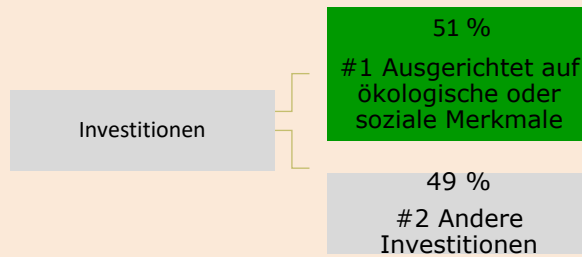 51 %
#1 Ausgerichtet auf
ökologische oder
soziale Merkmale
Investitionen
49 %
#2 Andere
Investitionen